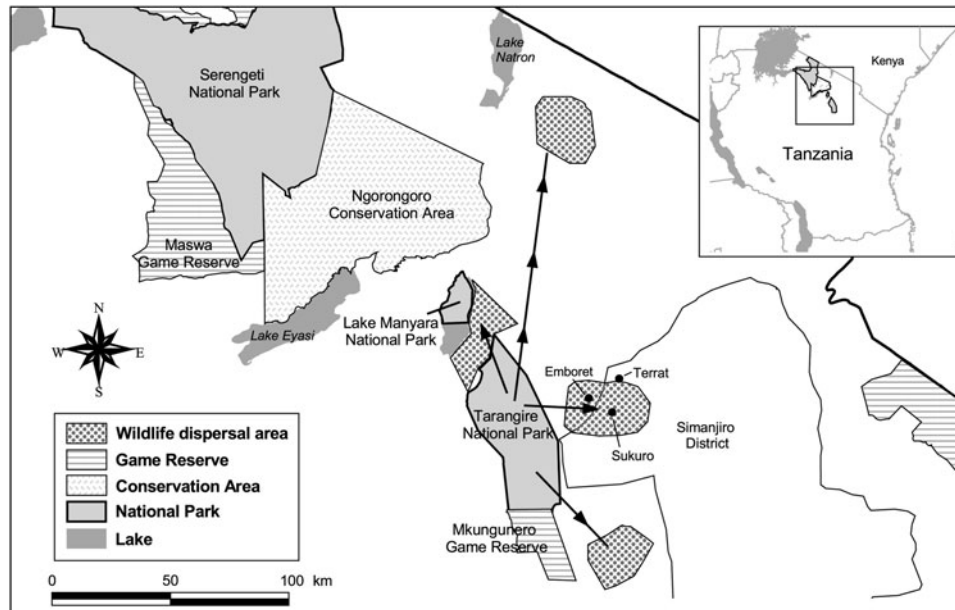 Serengeti
National Park
Lake
Natron
Kenya
Tanzania
Ngorongoro
Conservation Area
Maswa
Game Reserve
N
W
E
S
Lake Eyasi
Lake Manyara
National Park
Emboret
Terrat
Tarangire
National Park
Sukuro
Simanjiro
District
Mkungunero
Game Reserve
Wildlife dispersal area
Game Reserve
Conservation Area
National Park
Lake
0
50
100
km